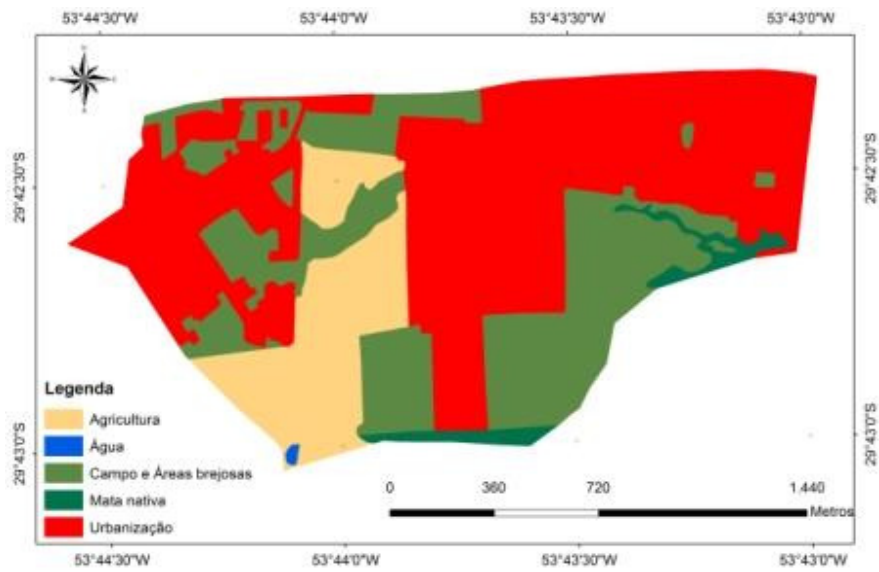 53°44'30"W 53°44'0"W 53°43'30"W 53°43'0"W
29°42'30"S 29°42'30"S
Legenda
Agricultura
Água
Campo e Áreas brejosas
Mata nativa
Urbanização
0 360 720 1.440
Metros
29°43'0"S 29°43'0"S
53°44'30"W 53°44'0"W 53°43'30"W 53°43'0"W